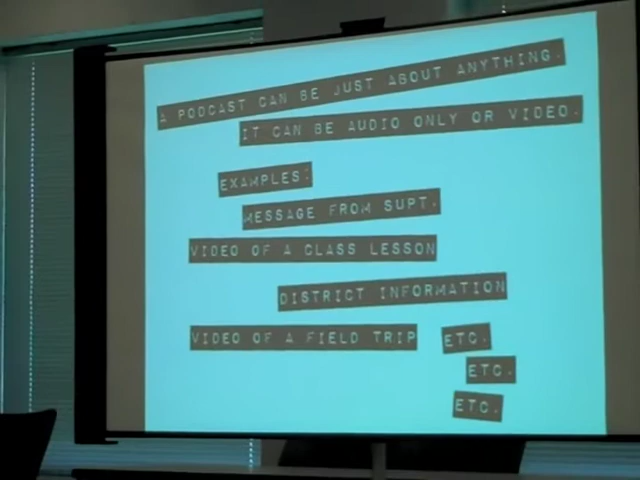 A PODCAST CAN BE JUST ABOUT ANYTHING.
IT CAN BE AUDIO ONLY OR VIDEO.
EXAMPLES:
MESSAGE FROM SUPT.
VIDEO OF A CLASS LESSON
DISTRICT INFORMATION
VIDEO OF A FIELD TRIP ETC.
ETC.
ETC.